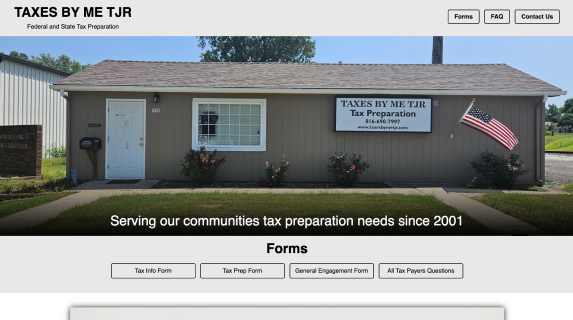 TAXES BY ME TJR
Federal and State Tax Preparation
Forms
FAQ
Contact Us
TAXES BY ME TJR
Tax Preparation
816-690-7997
www.taxesbymetjr.com
Serving our communities tax preparation needs since 2001
Forms
Tax Info Form
Tax Prep Form
General Engagement Form
All Tax Payers Questions